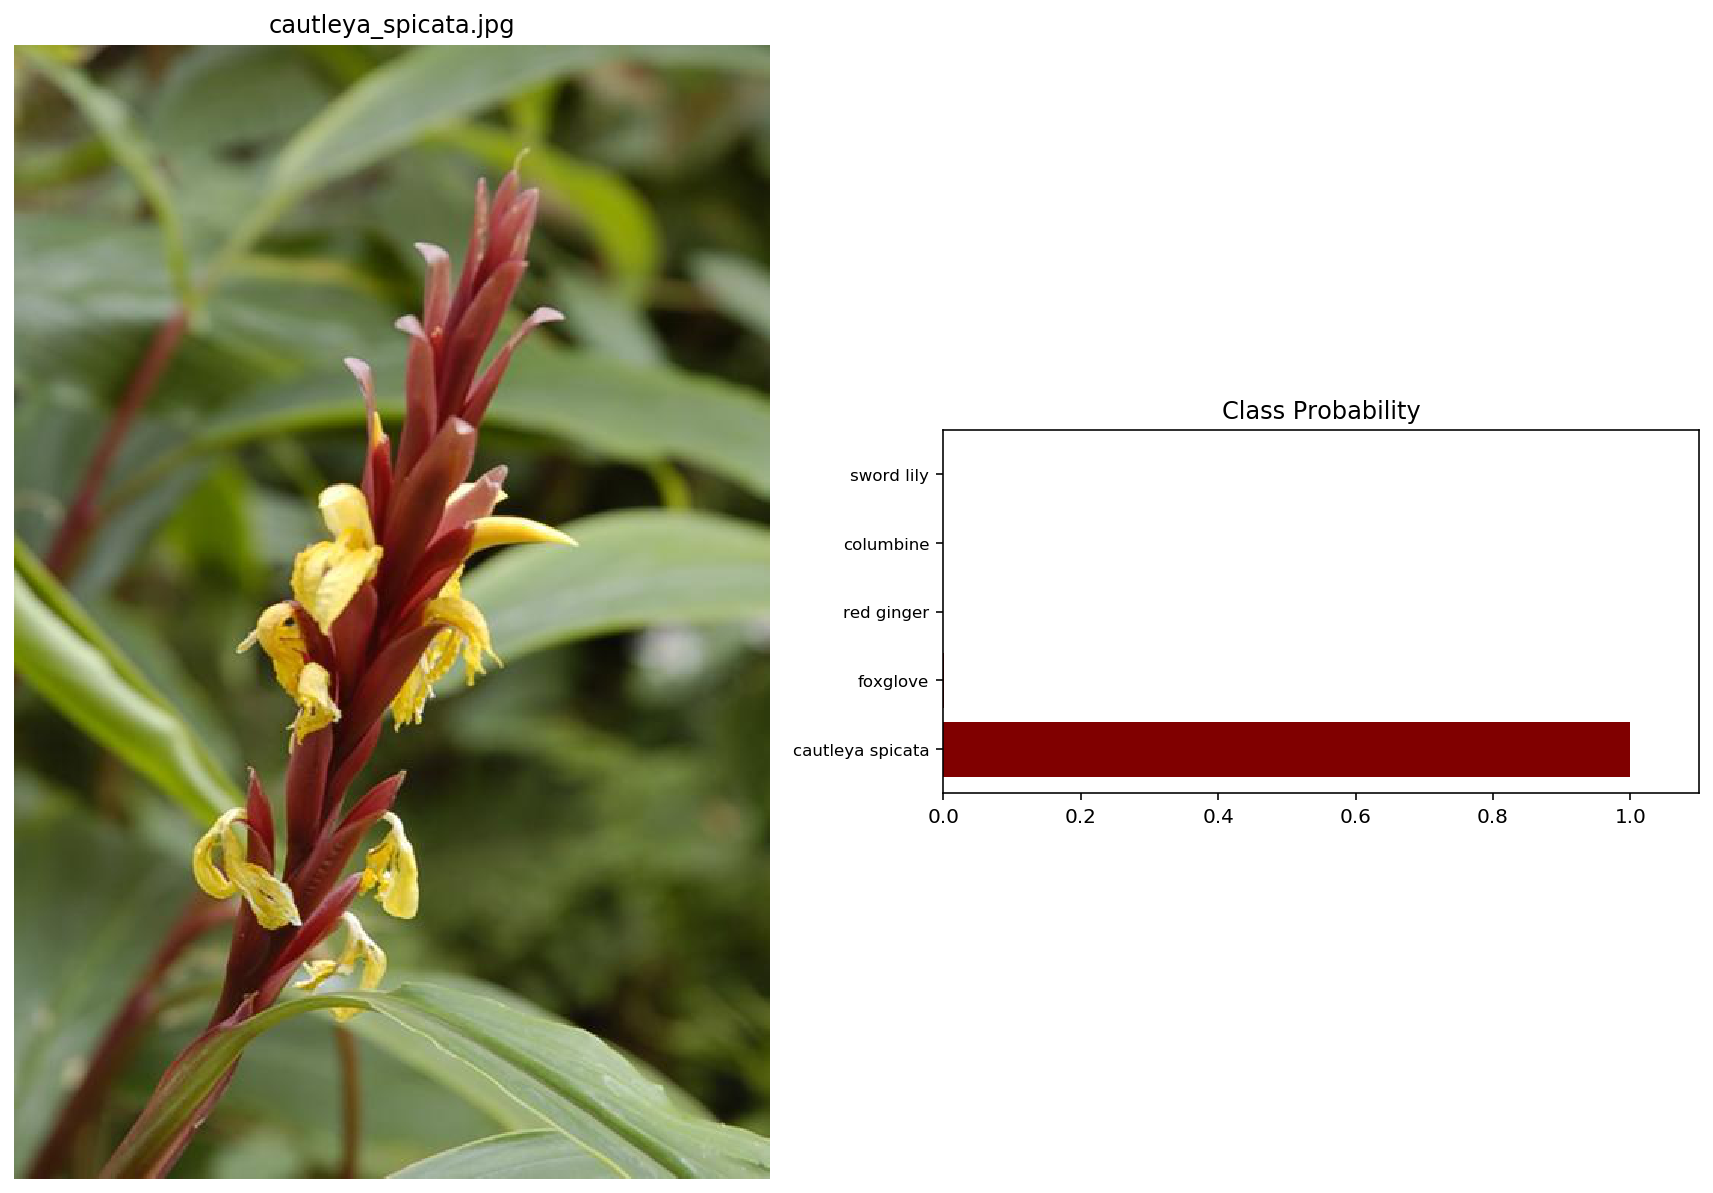 cautleya_spicata.jpg
Class Probability
sword lily
columbine
red ginger
foxglove
cautleya spicata
0.0 0.2 0.4 0.6 0.8 1.0